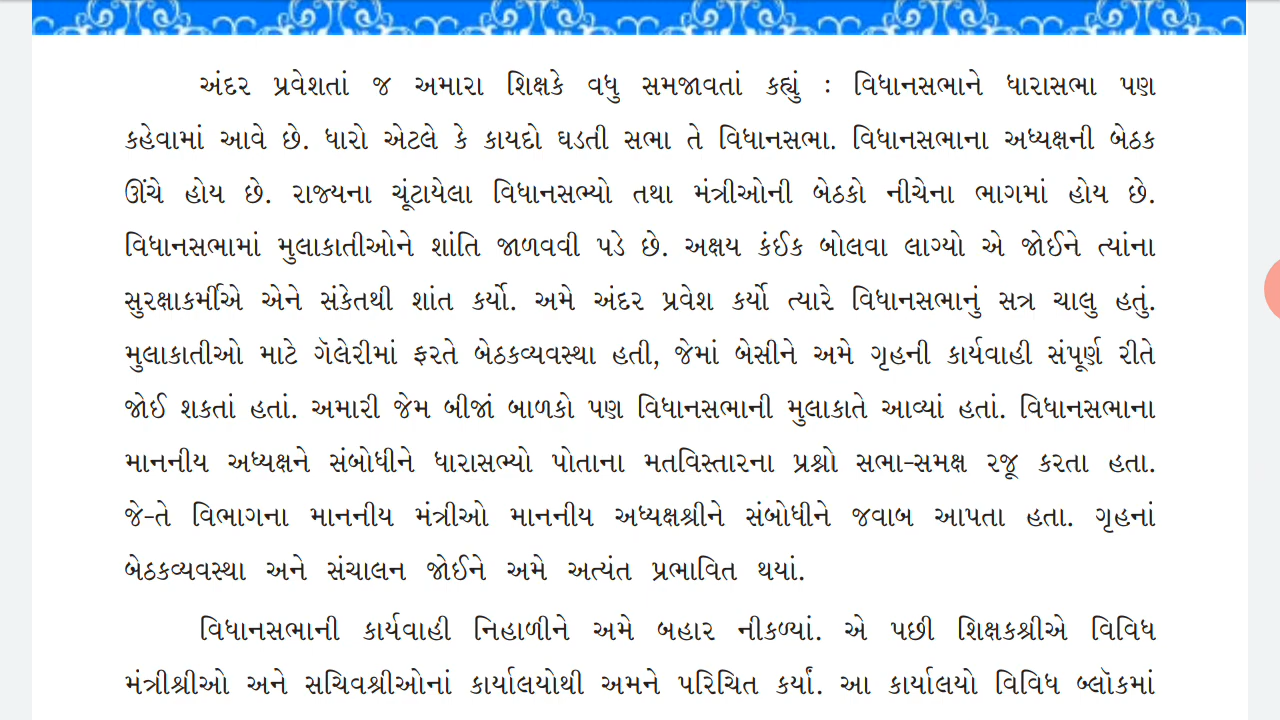 અંદર પ્રવેશતાં જ અમારા શિક્ષકે વધુ સમજાવતાં કહ્યું : વિધાનસભાને ધારાસભા પણ
કહેવામાં આવે છે. ધારો એટલે કે કાયદો ઘડતી સભા તે વિધાનસભા. વિધાનસભાના અધ્યક્ષની બેઠક
ઊંચે હોય છે. રાજ્યના ચૂંટાયેલા વિધાનસભ્યો તથા મંત્રીઓની બેઠકો નીચેના ભાગમાં હોય છે.
વિધાનસભામાં મુલાકાતીઓને શાંતિ જાળવવી પડે છે. અક્ષય કંઈક બોલવા લાગ્યો એ જોઈને ત્યાંના
સુરક્ષાકર્મીએ એને સંકેતથી શાંત કર્યો. અમે અંદર પ્રવેશ કર્યો ત્યારે વિધાનસભાનું સત્ર ચાલુ હતું.
મુલાકાતીઓ માટે ગૅલેરીમાં ફરતે બેઠકવ્યવસ્થા હતી, જેમાં બેસીને અમે ગૃહની કાર્યવાહી સંપૂર્ણ રીતે
જોઈ શકતાં હતાં. અમારી જેમ બીજાં બાળકો પણ વિધાનસભાની મુલાકાતે આવ્યાં હતાં. વિધાનસભાના
માનનીય અધ્યક્ષને સંબોધીને ધારાસભ્યો પોતાના મતવિસ્તારના પ્રશ્નો સભા-સમક્ષ રજૂ કરતા હતા.
જે-તે વિભાગના માનનીય મંત્રીઓ માનનીય અધ્યક્ષશ્રીને સંબોધીને જવાબ આપતા હતા. ગૃહનાં
બેઠકવ્યવસ્થા અને સંચાલન જોઈને અમે અત્યંત પ્રભાવિત થયાં.
વિધાનસભાની કાર્યવાહી નિહાળીને અમે બહાર નીકળ્યાં. એ પછી શિક્ષકશ્રીએ વિવિધ
મંત્રીશ્રીઓ અને સચિવશ્રીઓનાં કાર્યાલયોથી અમને પરિચિત કર્યાં. આ કાર્યાલયો વિવિધ બ્લૉકમાં